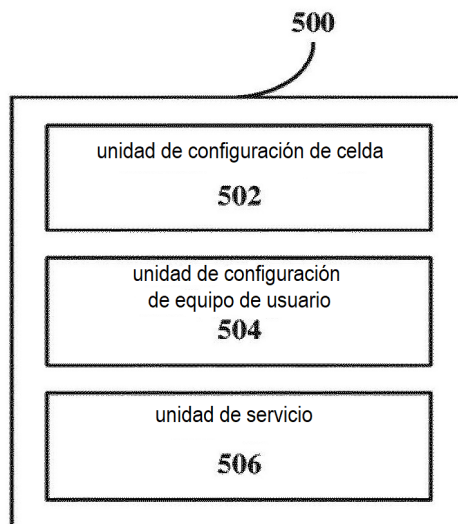 500
unidad de configuración de celda
502
unidad de configuración
de equipo de usuario
504
unidad de servicio
506